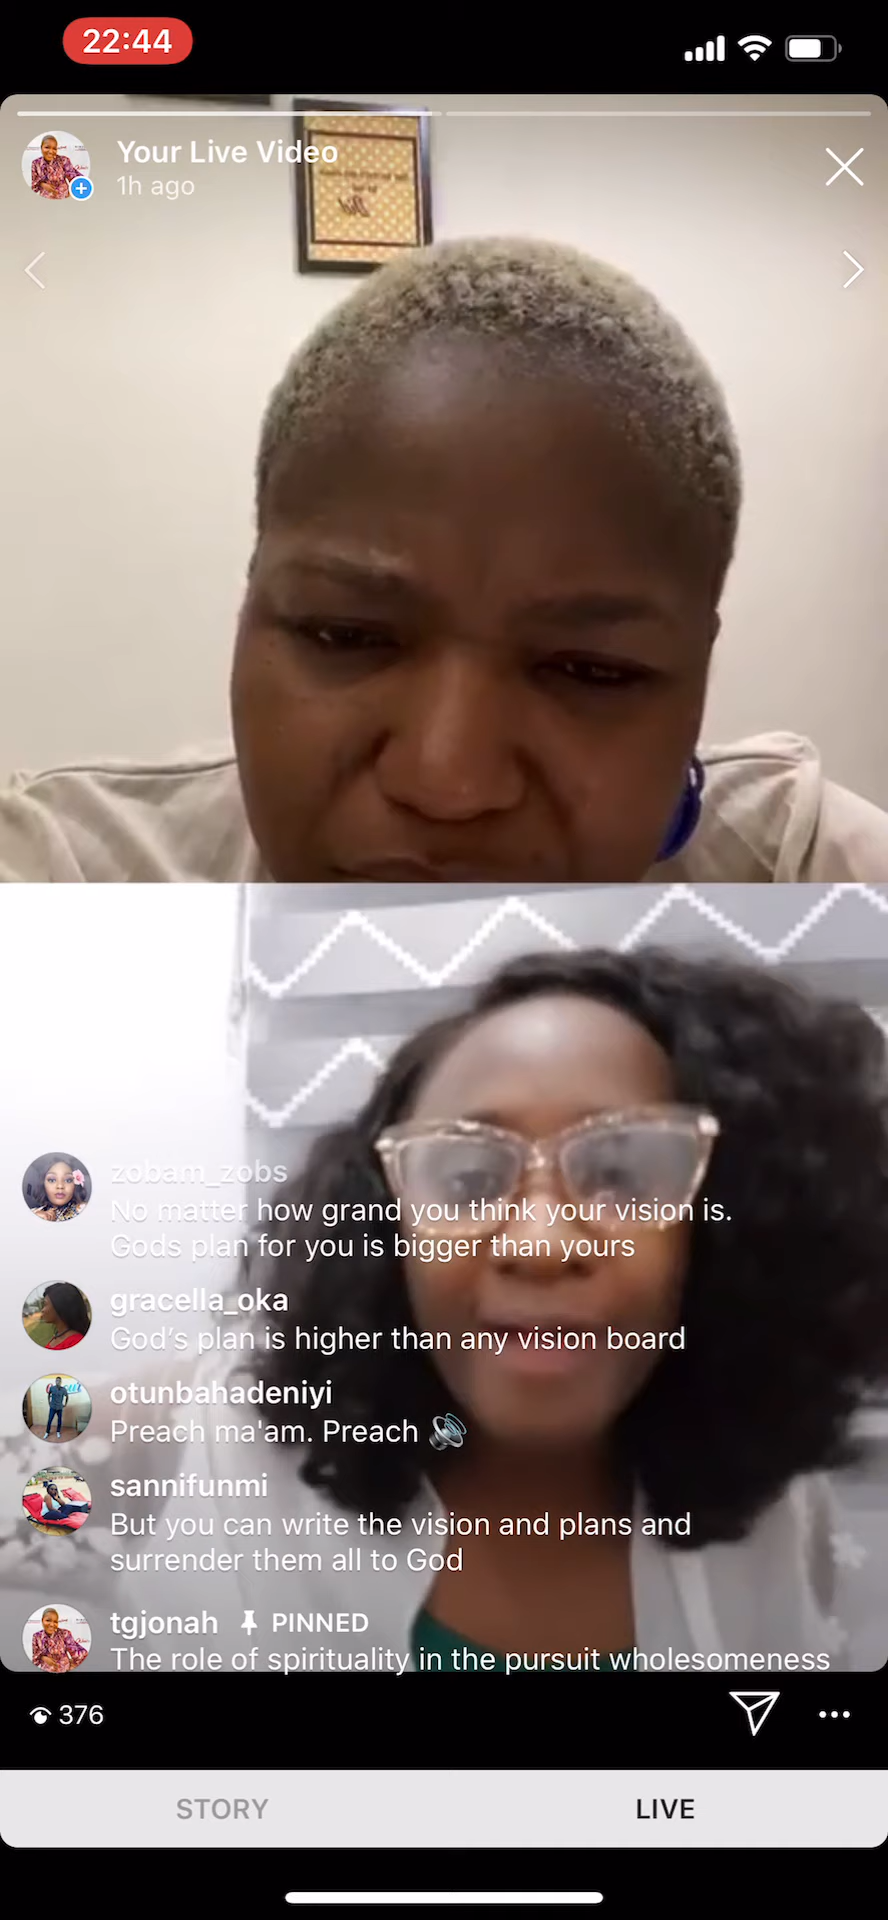 22:44
Your Live Video
1h ago
zobam_zobs
No matter how grand you think your vision is.
Gods plan for you is bigger than yours
gracella_oka
God's plan is higher than any vision board
otunbahadeniyi
Preach ma'am. Preach 🔊
sannifunmi
But you can write the vision and plans and
surrender them all to God
tgjonah PINNED
The role of spirituality in the pursuit wholesomeness
376
STORY
LIVE